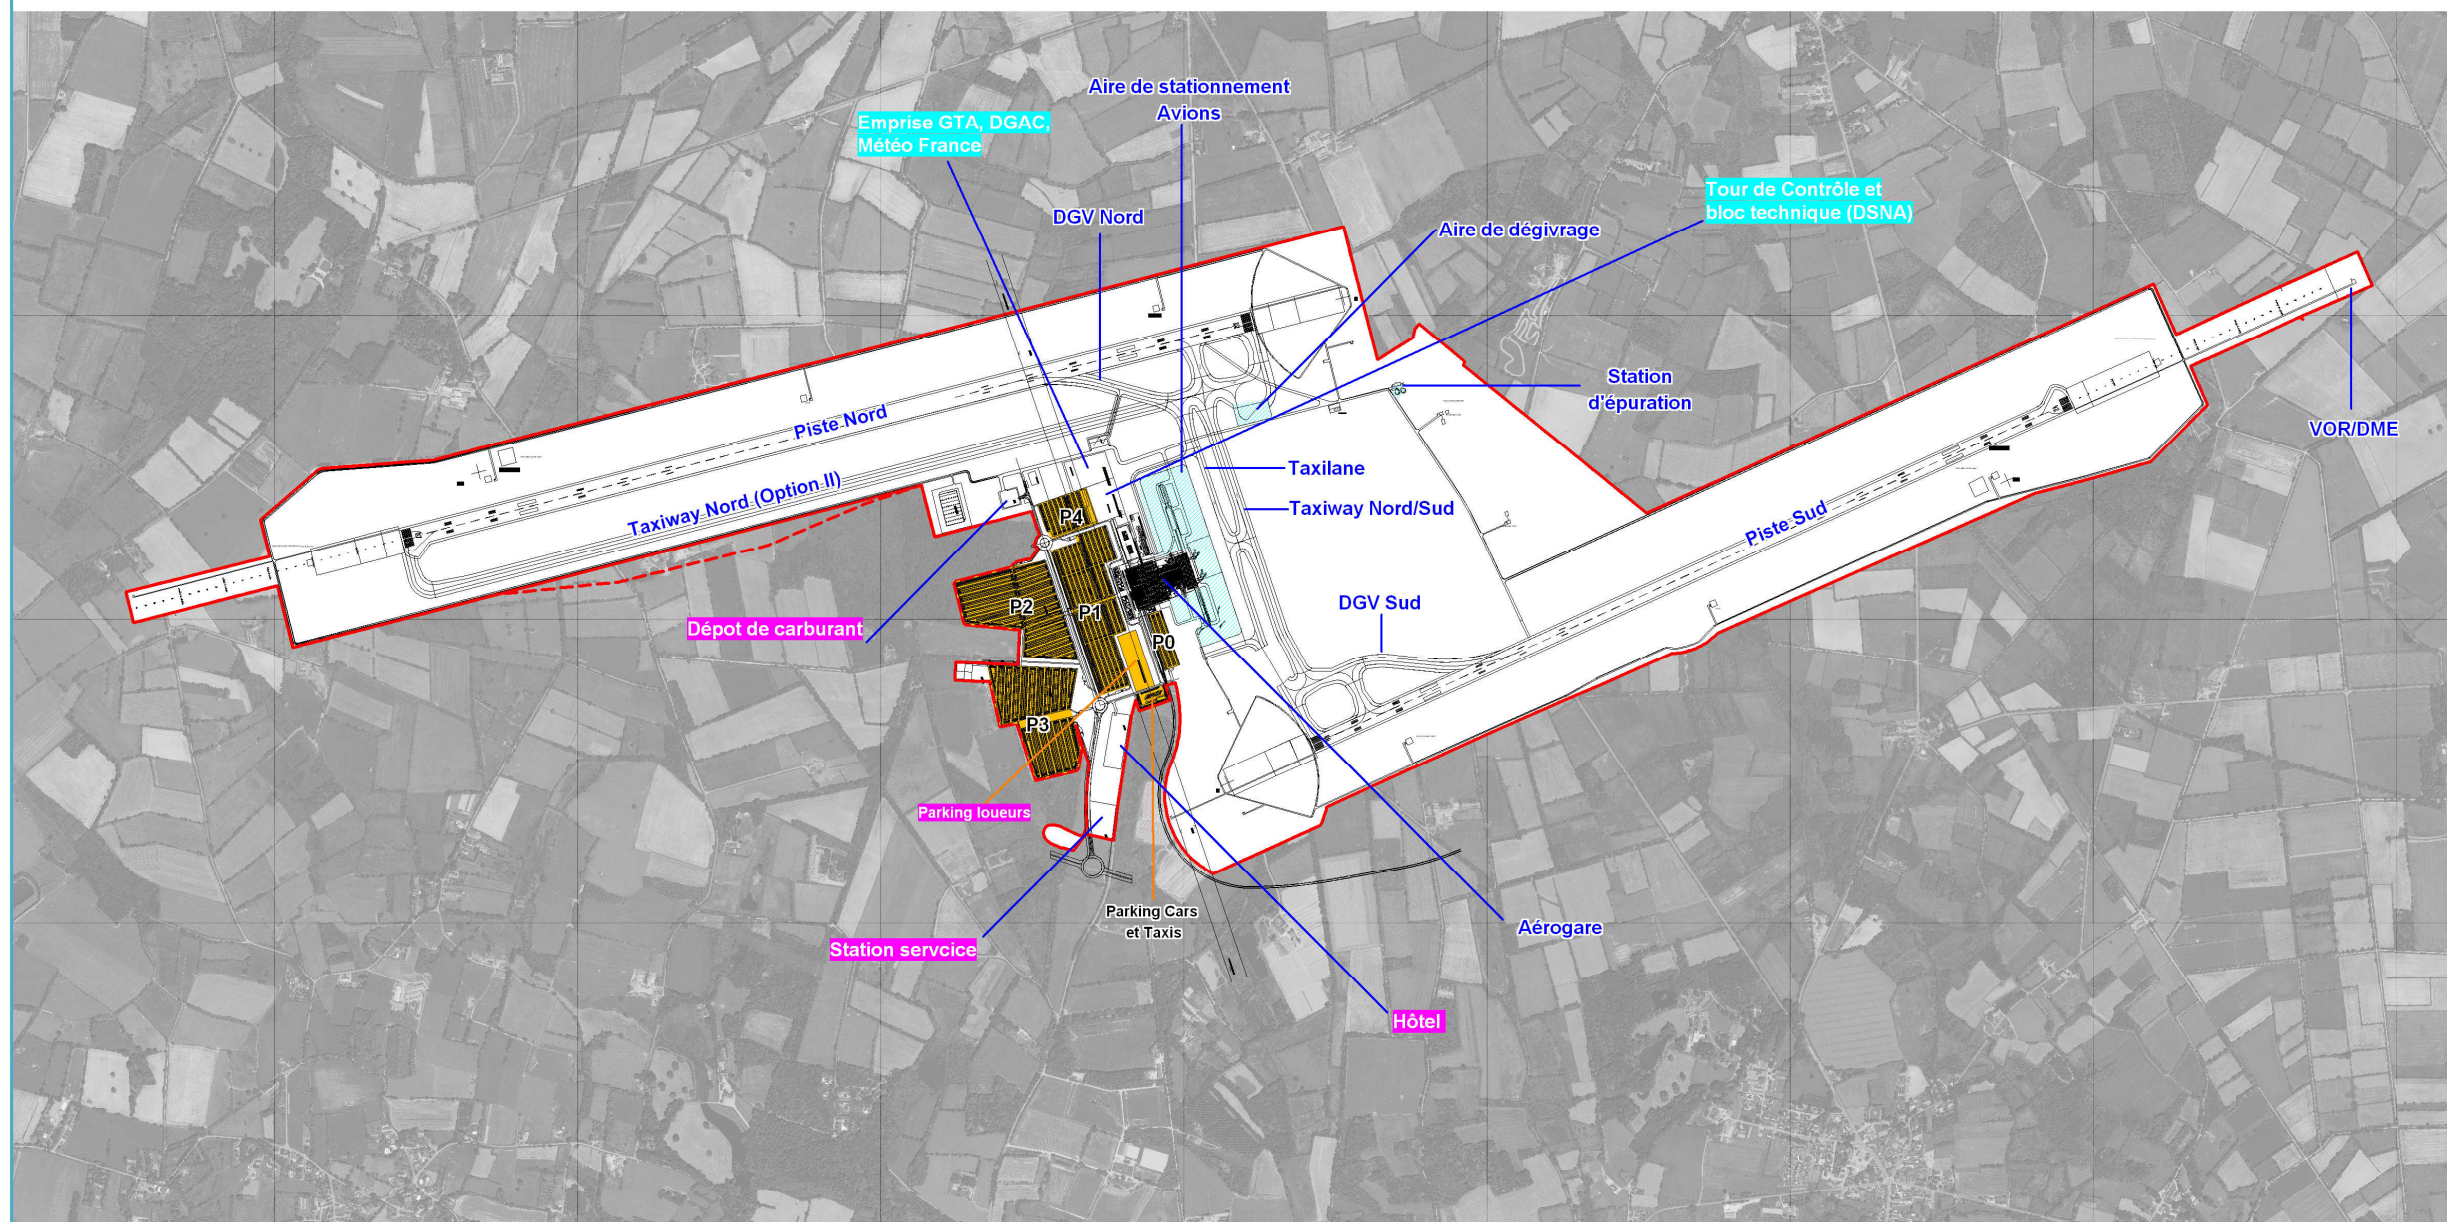 Aire de stationnement
Avions
Emprise GTA, DGAC,
Météo France
DGV Nord
Tour de Contrôle et
bloc technique (DSNA)
Aire de dégivrage
Station
d'épuration
VOR/DME
Piste Nord
Taxilane
Taxiway Nord (Option II)
Taxiway Nord/Sud
P4
Piste Sud
P2
P1
DGV Sud
Dépot de carburant
P0
P3
Parking loueurs
Parking Cars
et Taxis
Aérogare
Station servcice
Hôtel